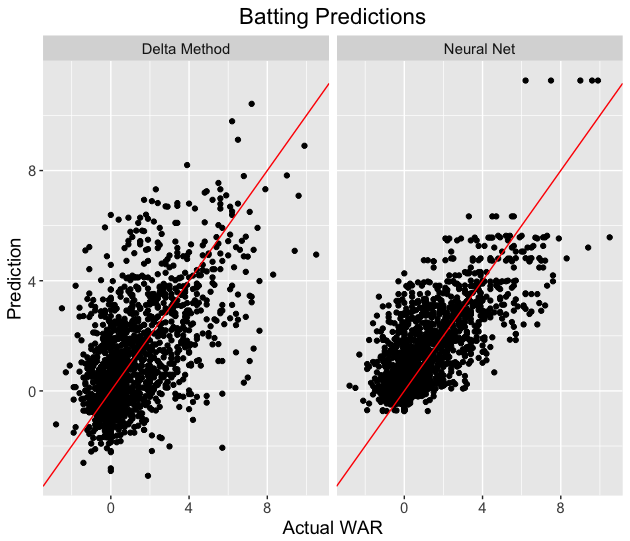 Batting Predictions
Delta Method
Neural Net
8
4
0
Prediction
0 4 8
0 4 8
Actual WAR